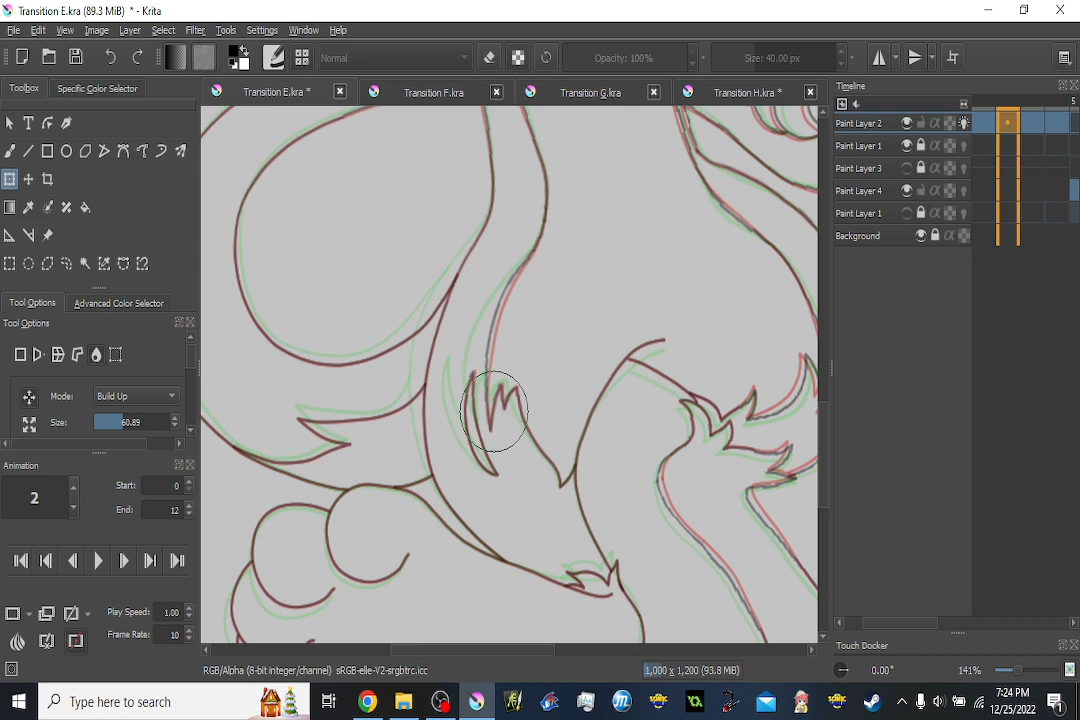 Transition E.kra (89.3 MiB) * - Krita
File Edit View Image Layer Select Filter Tools Settings Window Help
Normal Opacity: 100% Size: 40.00 px
Toolbox Specific Color Selector
Transition E.kra * Transition F.kra Transition G.kra Transition H.kra *
Timeline
5
Paint Layer 2
Paint Layer 1
Paint Layer 3
Paint Layer 4
Paint Layer 1
Background
Tool Options Advanced Color Selector
Tool Options
Mode: Build Up
Size: 60.89
Animation
2 Start: 0
End: 12
Play Speed: 1.00
Frame Rate: 10
Touch Docker
RGB/Alpha (8-bit integer/channel) sRGB-elle-V2-srgbtrc.icc 1,000 x 1,200 (93.8 MiB) 0.00° 141%
Type here to search
7:24 PM
12/25/2022
1